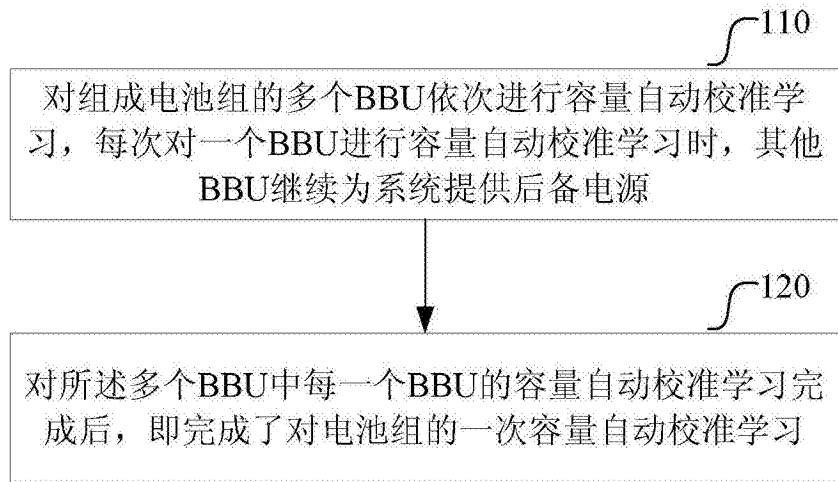 110
对组成电池组的多个BBU依次进行容量自动校准学
习，每次对一个BBU进行容量自动校准学习时，其他
BBU继续为系统提供后备电源
120
对所述多个BBU中每一个BBU的容量自动校准学习完
成后，即完成了对电池组的一次容量自动校准学习